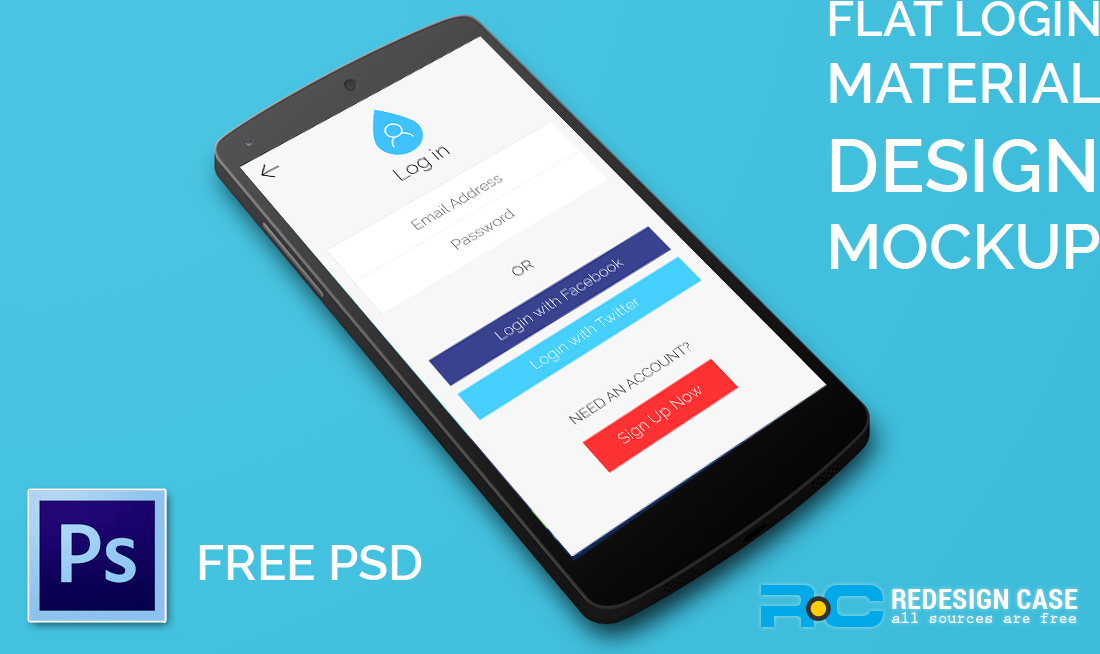 FLAT LOGIN
MATERIAL
DESIGN
MOCKUP
Log in
Email Address
Password
OR
Login with Facebook
Login with Twitter
NEED AN ACCOUNT?
Sign Up Now
Ps
FREE PSD
RC
REDESIGN CASE
all sources are free